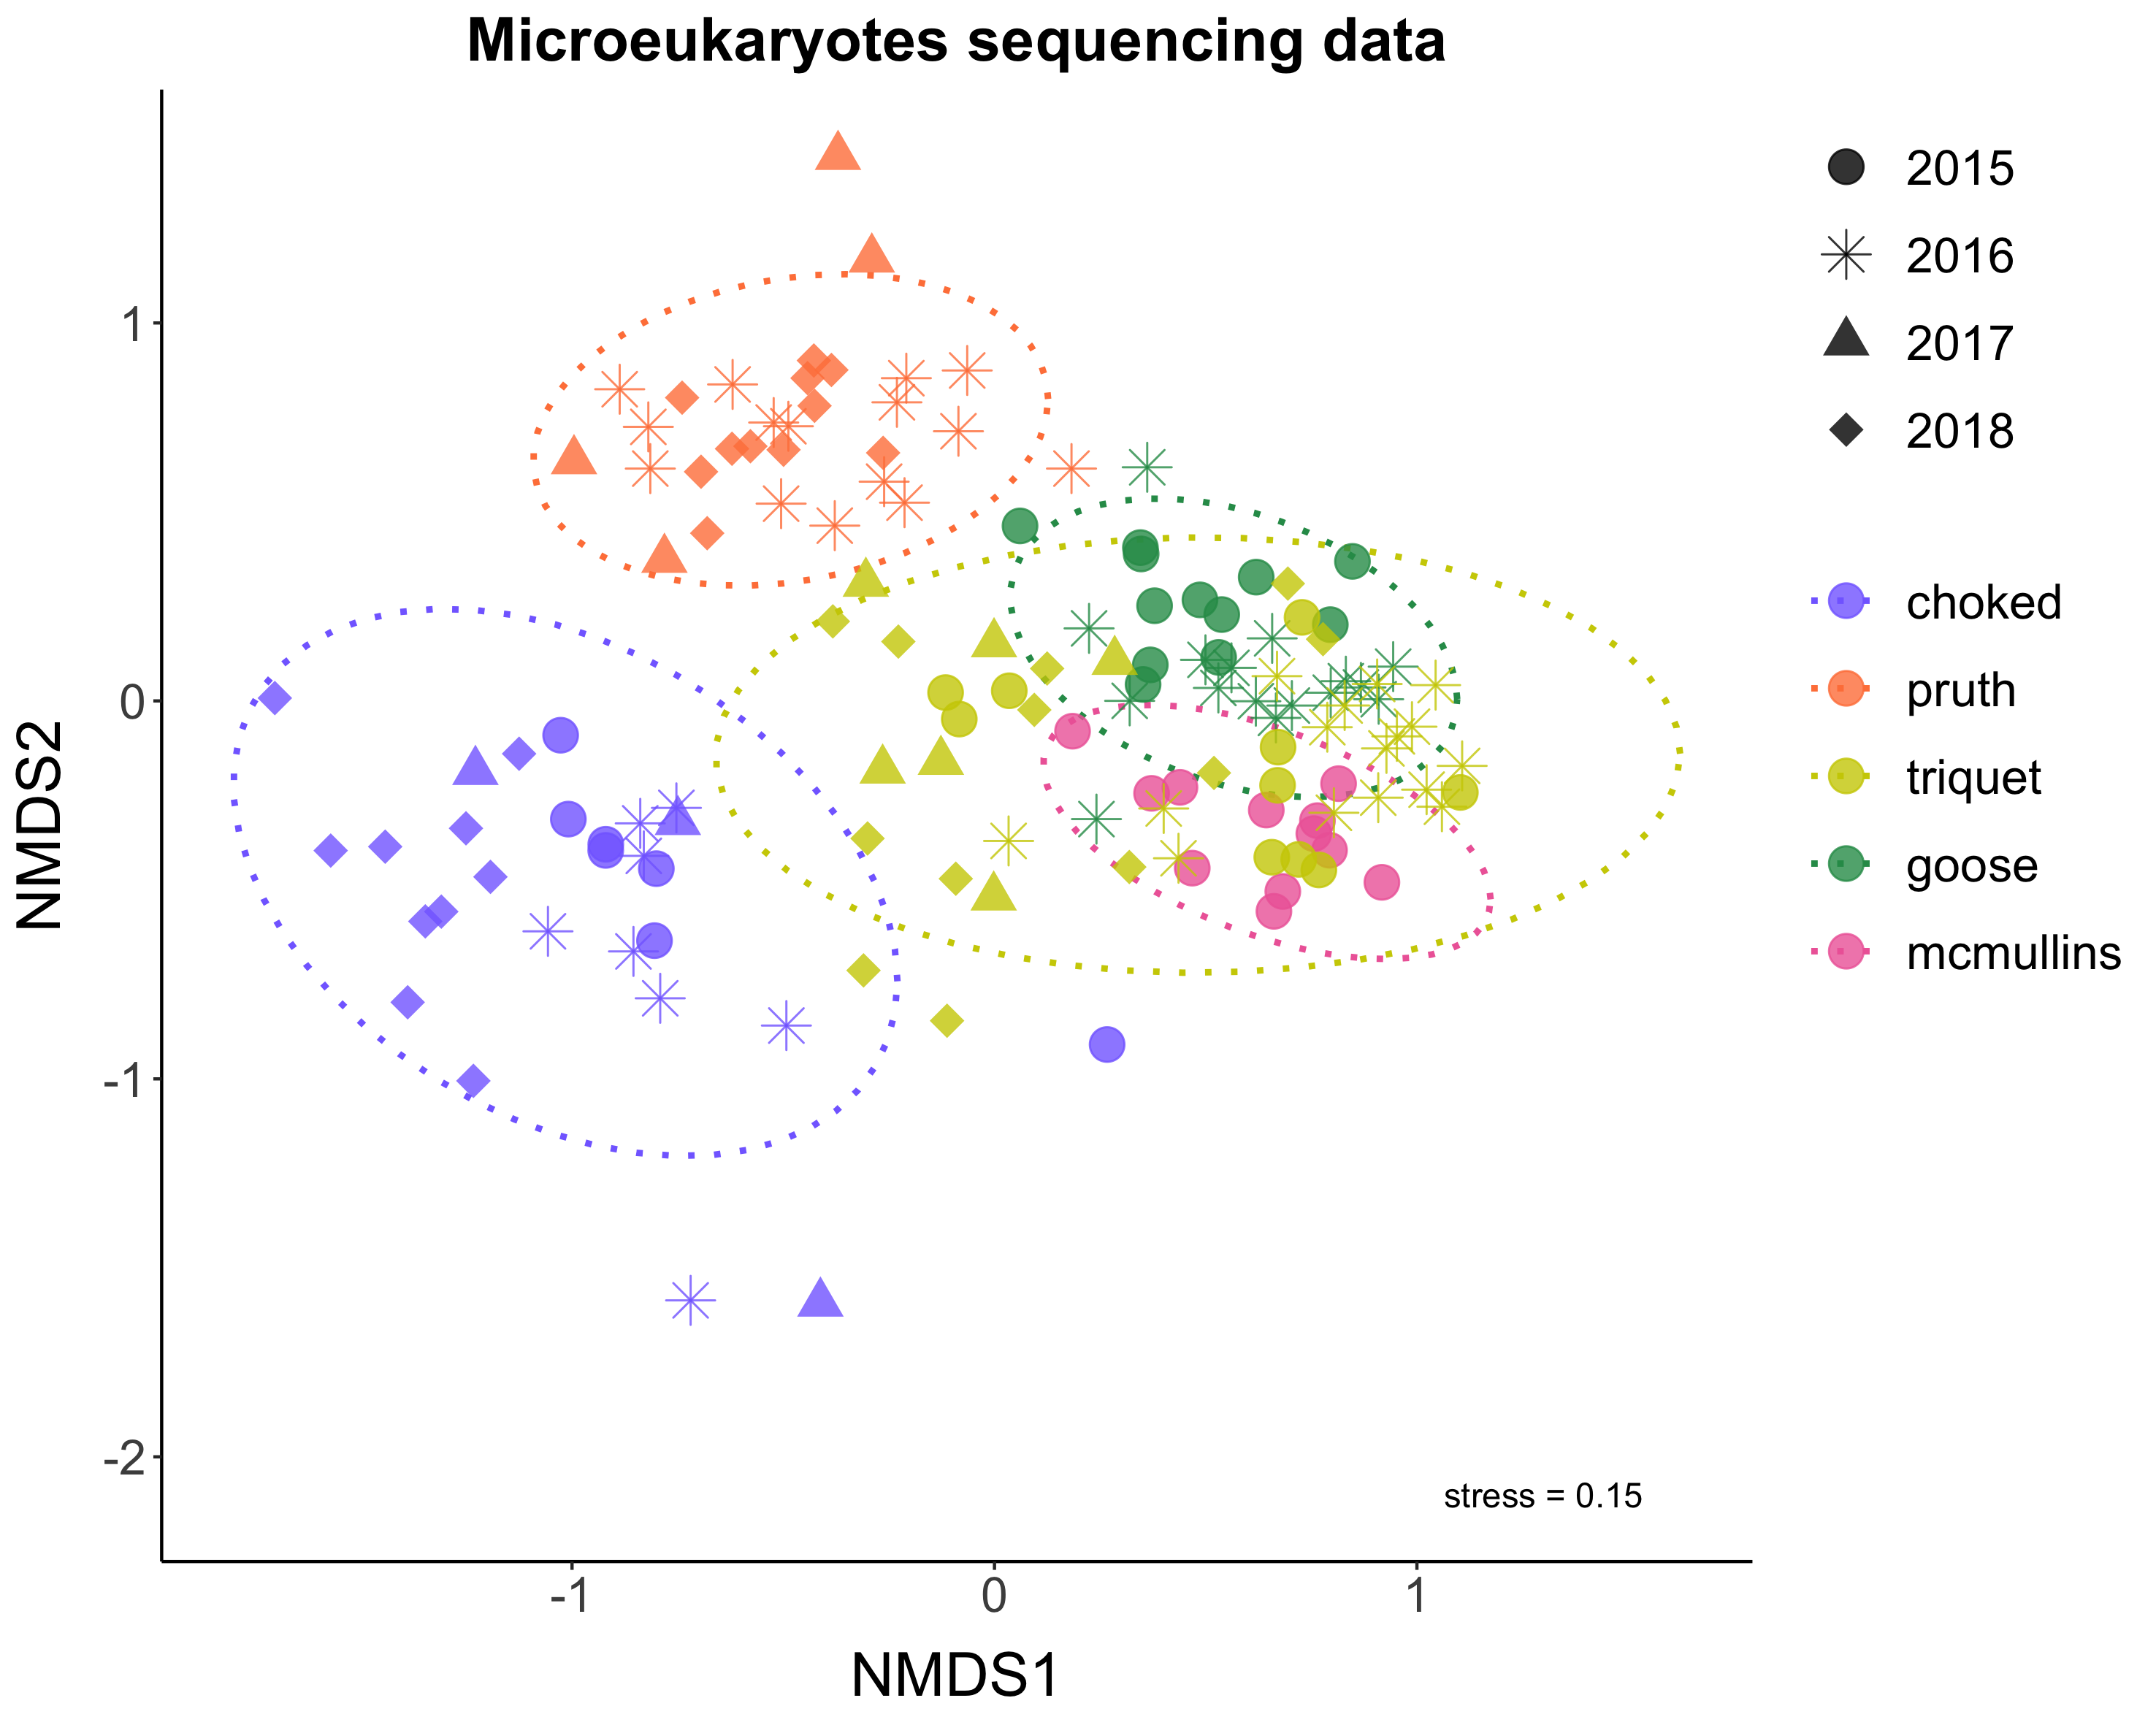 Microeukaryotes sequencing data
NMDS2
1
0
-1
-2
-1
0
1
NMDS1
stress = 0.15
2015
2016
2017
2018
choked
pruth
triquet
goose
mcmullins